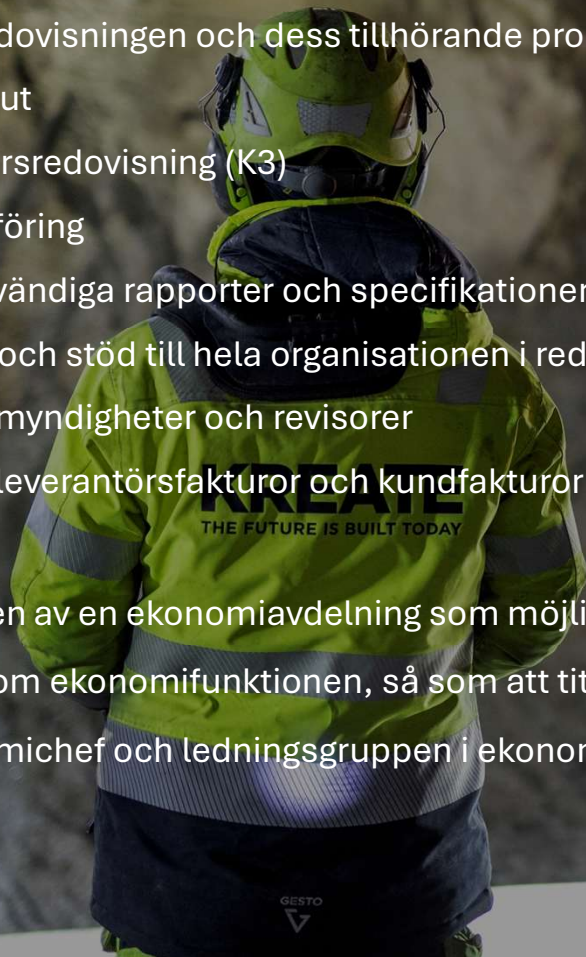 dovisningen och dess tillhörande pro
ut
rsredovisning (K3)
föring
vändiga rapporter och specifikationer
och stöd till hela organisationen i red
myndigheter och revisorer
leverantörsfakturor och kundfakturor
KREATE
THE FUTURE IS BUILT TODAY
en av en ekonomiavdelning som möjli
om ekonomifunktionen, så som att tit
michef och ledningsgruppen i ekonor
GESTO